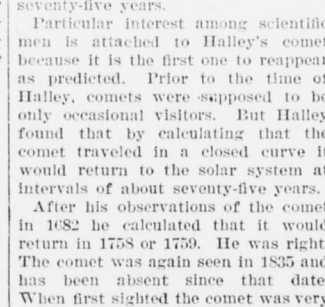 seventy-five years.
Particular interest among scientific
men is attached to Halley's comet
because it is the first one to reappear
as predicted. Prior to the time of
Halley, comets were supposed to be
only occasional visitors. But Halley
found that by calculating that the
comet traveled in a closed curve it
would return to the solar system at
intervals of about seventy-five years.
After his observations of the comet
in 1682 he calculated that it would
return in 1758 or 1759. He was right.
The comet was again seen in 1835 and
has been absent since that date.
When first sighted the comet was very